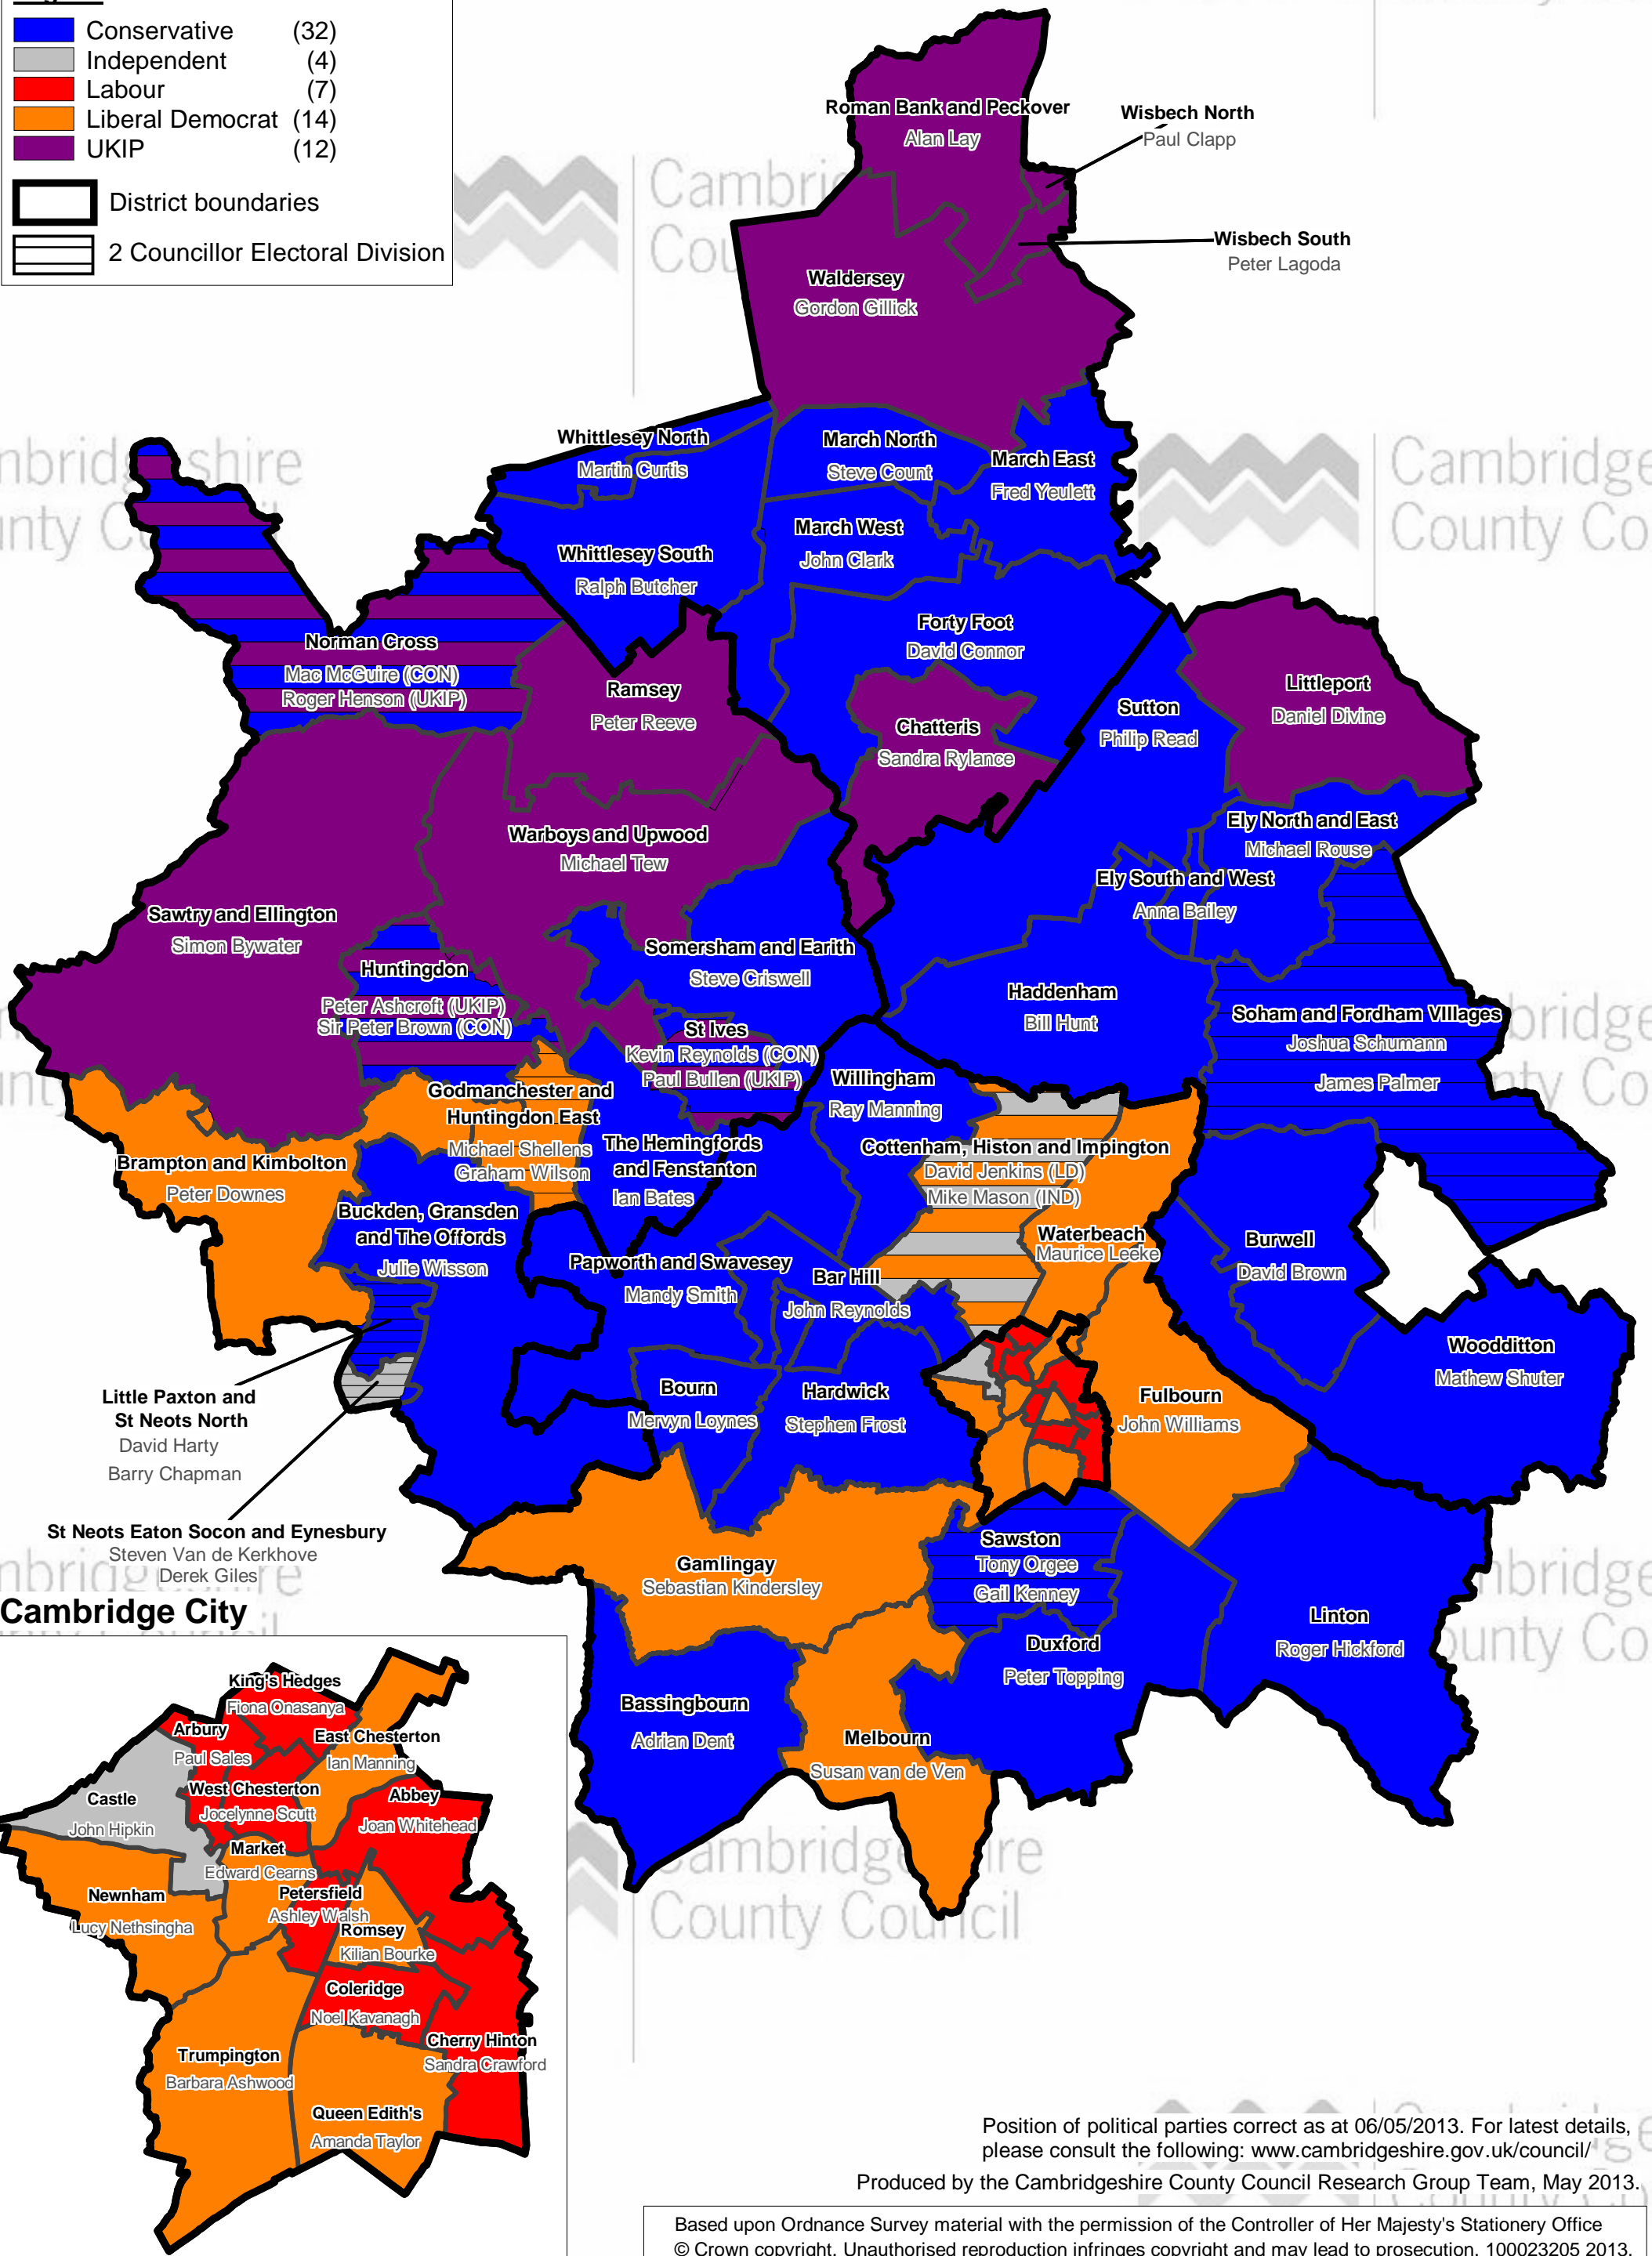 Conservative (32)
Independent (4)
Labour (7)
Liberal Democrat (14)
UKIP (12)
District boundaries
2 Councillor Electoral Division
Roman Bank and Peckover
Alan Lay
Wisbech North
Paul Clapp
Wisbech South
Peter Lagoda
Waldersey
Gordon Gillick
Whittlesey North
Martin Curtis
March North
Steve Count
March East
Fred Yeulett
March West
John Clark
Whittlesey South
Ralph Butcher
Forty Foot
David Connor
Norman Cross
Mac McGuire (CON)
Roger Henson (UKIP)
Ramsey
Peter Reeve
Chatteris
Sandra Rylance
Sutton
Philip Read
Littleport
Daniel Divine
Warboys and Upwood
Michael Tew
Ely North and East
Michael Rouse
Ely South and West
Anna Bailey
Sawtry and Ellington
Simon Bywater
Somersham and Earith
Steve Criswell
Huntingdon
Peter Ashcroft (UKIP)
Sir Peter Brown (CON)
Haddenham
Bill Hunt
Soham and Fordham VIllages
Joshua Schumann
James Palmer
St Ives
Kevin Reynolds (CON)
Paul Bullen (UKIP)
Willingham
Ray Manning
Godmanchester and
Huntingdon East
Michael Shellens
Graham Wilson
The Hemingfords
and Fenstanton
Ian Bates
Cottenham, Histon and Impington
David Jenkins (LD)
Mike Mason (IND)
Brampton and Kimbolton
Peter Downes
Buckden, Gransden
and The Offords
Julie Wisson
Waterbeach
Maurice Leeke
Burwell
David Brown
Papworth and Swavesey
Mandy Smith
Bar Hill
John Reynolds
Woodditton
Mathew Shuter
Little Paxton and
St Neots North
David Harty
Barry Chapman
Bourn
Mervyn Loynes
Hardwick
Stephen Frost
Fulbourn
John Williams
St Neots Eaton Socon and Eynesbury
Steven Van de Kerkhove
Derek Giles
Gamlingay
Sebastian Kindersley
Sawston
Tony Orgee
Gail Kenney
Linton
Roger Hickford
Duxford
Peter Topping
Bassingbourn
Adrian Dent
Melbourn
Susan van de Ven
Cambridge City
King's Hedges
Fiona Onasanya
Arbury
Paul Sales
East Chesterton
Ian Manning
West Chesterton
Jocelynne Scutt
Abbey
Joan Whitehead
Castle
John Hipkin
Market
Edward Cearns
Newnham
Lucy Nethsingha
Petersfield
Ashley Walsh
Romsey
Kilian Bourke
Coleridge
Noel Kavanagh
Cherry Hinton
Sandra Crawford
Trumpington
Barbara Ashwood
Queen Edith's
Amanda Taylor
County Council
Position of political parties correct as at 06/05/2013. For latest details,
please consult the following: www.cambridgeshire.gov.uk/council/
Produced by the Cambridgeshire County Council Research Group Team, May 2013.
Based upon Ordnance Survey material with the permission of the Controller of Her Majesty's Stationery Office
© Crown copyright. Unauthorised reproduction infringes copyright and may lead to prosecution. 100023205 2013.